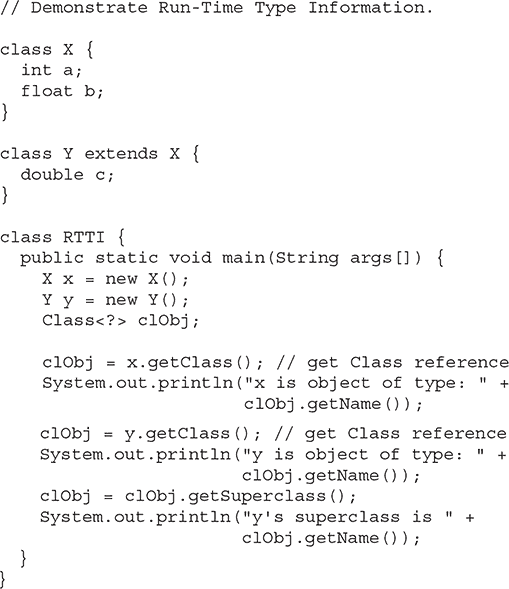 // Demonstrate Run-Time Type Information.
class X {
  int a;
  float b;
}
class Y extends X {
  double c;
}
class RTTI {
  public static void main(String args[]) {
    X x = new X();
    Y y = new Y();
    Class<?> clObj;
    clObj = x.getClass(); // get Class reference
    System.out.println("x is object of type: " +
                       clObj.getName());
    clObj = y.getClass(); // get Class reference
    System.out.println("y is object of type: " +
                       clObj.getName());
    clObj = clObj.getSuperclass();
    System.out.println("y's superclass is " +
                       clObj.getName());
  }
}